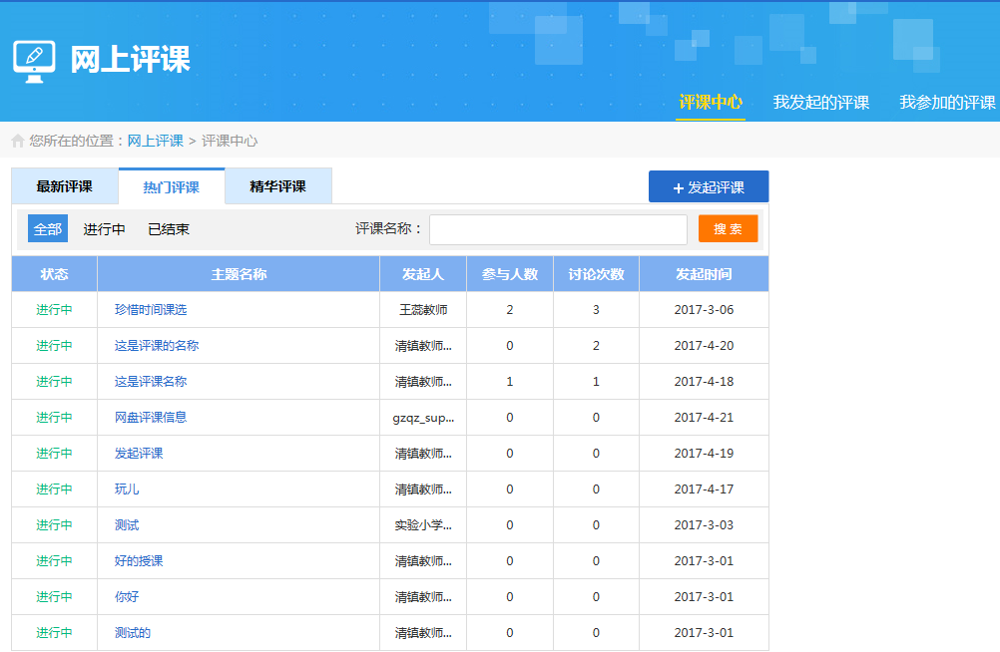 网上评课
评课中心 我发起的评课 我参加的评课
您所在的位置：网上评课 > 评课中心
最新评课 热门评课 精华评课 +发起评课
全部 进行中 已结束 评课名称： 搜 索
状态 主题名称 发起人 参与人数 讨论次数 发起时间
进行中 珍惜时间课选 王蕊教师 2 3 2017-3-06
进行中 这是评课的名称 清镇教师... 0 2 2017-4-20
进行中 这是评课名称 清镇教师... 1 1 2017-4-18
进行中 网盘评课信息 gzqz_sup... 0 0 2017-4-21
进行中 发起评课 清镇教师... 0 0 2017-4-19
进行中 玩儿 清镇教师... 0 0 2017-4-17
进行中 测试 实验小学... 0 0 2017-3-03
进行中 好的授课 清镇教师... 0 0 2017-3-01
进行中 你好 清镇教师... 0 0 2017-3-01
进行中 测试的 清镇教师... 0 0 2017-3-01